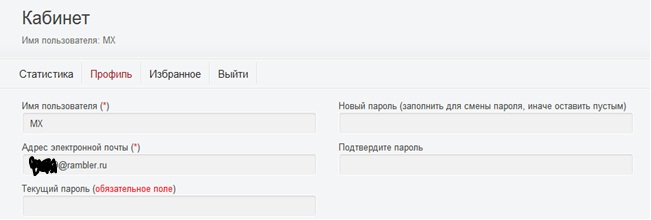 Кабинет
Имя пользователя: MX
Статистика Профиль Избранное Выйти
Имя пользователя (*)
MX
Новый пароль (заполнить для смены пароля, иначе оставить пустым)
Адрес электронной почты (*)
@rambler.ru
Подтвердите пароль
Текущий пароль (обязательное поле)